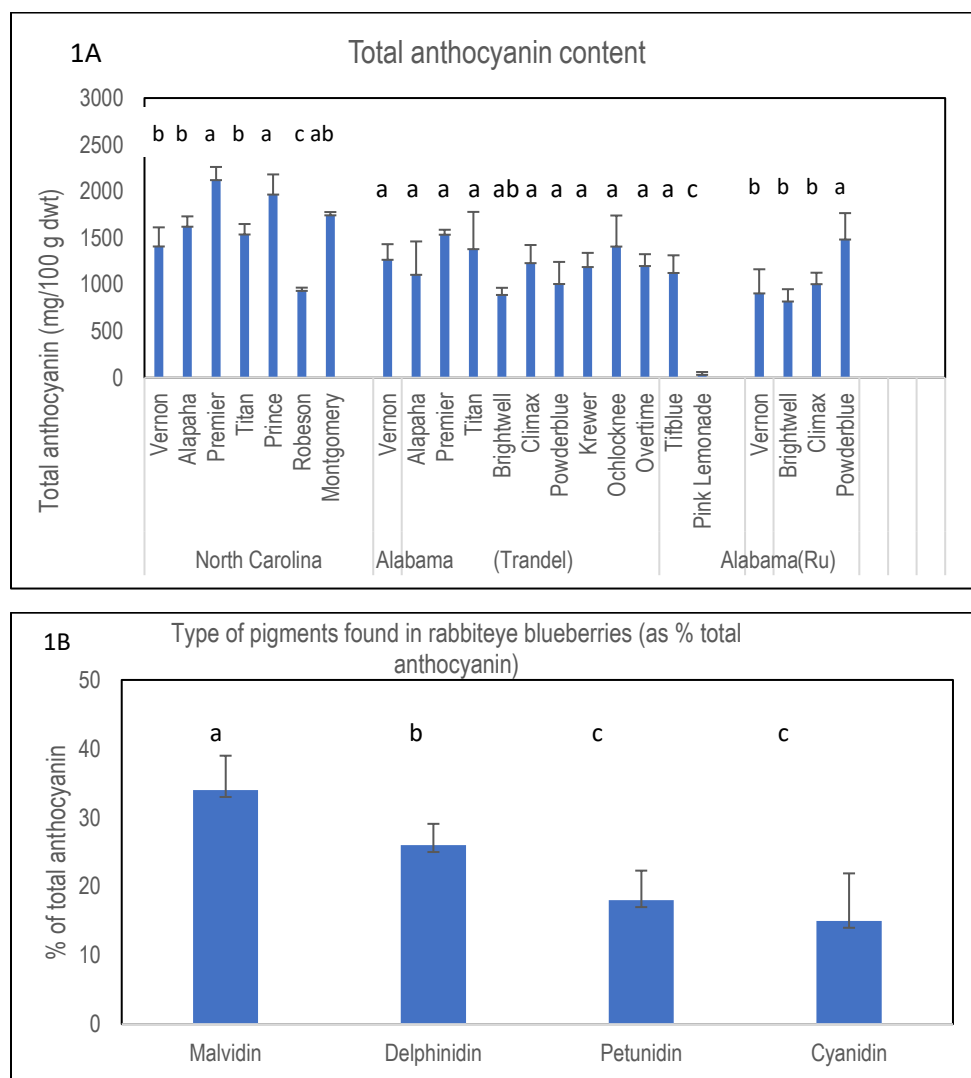 1A
Total anthocyanin content
Total anthocyanin (mg/100 g dwt)
3000
2500
2000
1500
1000
500
0
b b a b a c ab
a a a a ab a a a a a a c
b b b a
Vernon
Alapaha
Premier
Titan
Prince
Robeson
Montgomery
Vernon
Alapaha
Premier
Titan
Brightwell
Climax
Powderblue
Krewer
Ochlocknee
Overtime
Tifblue
Pink Lemonade
Vernon
Brightwell
Climax
Powderblue
North Carolina
Alabama
(Trandel)
Alabama(Ru)
1B
Type of pigments found in rabbiteye blueberries (as % total
anthocyanin)
% of total anthocyanin
50
40
30
20
10
0
a b c c
Malvidin
Delphinidin
Petunidin
Cyanidin